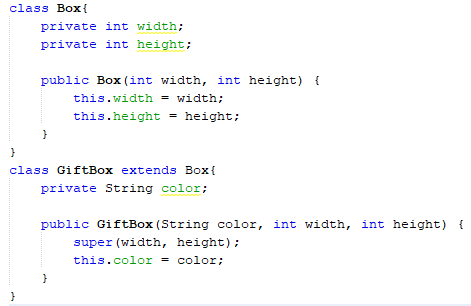 class Box{
    private int width;
    private int height;

    public Box(int width, int height) {
        this.width = width;
        this.height = height;
    }
}
class GiftBox extends Box{
    private String color;

    public GiftBox(String color, int width, int height) {
        super(width, height);
        this.color = color;
    }
}